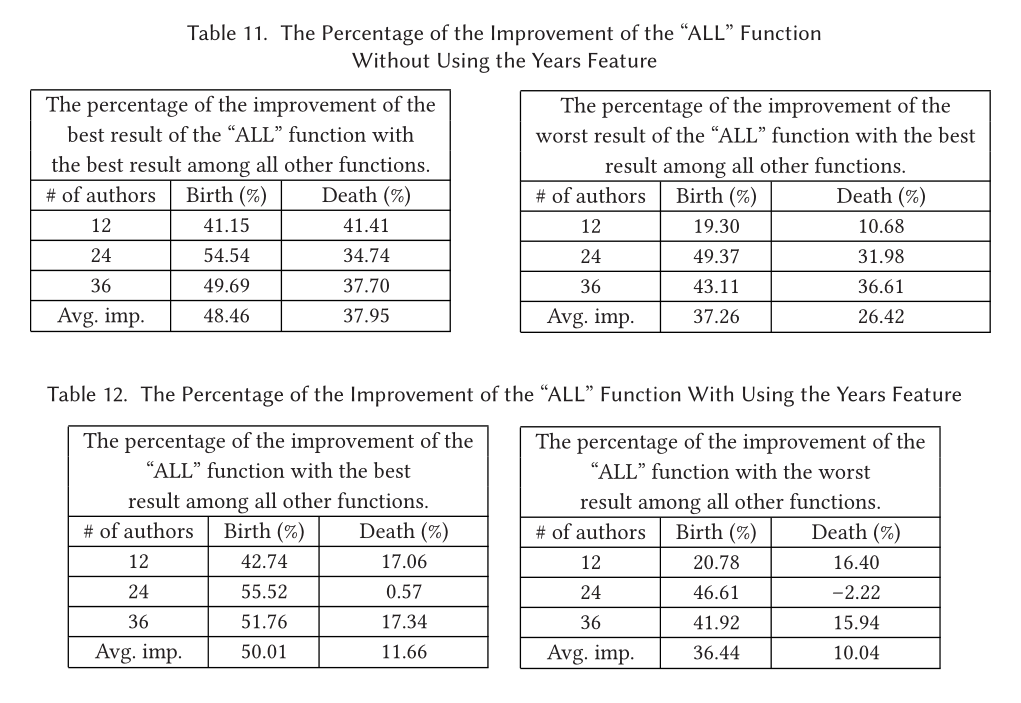 Table 11. The Percentage of the Improvement of the “ALL” Function
Without Using the Years Feature
The percentage of the improvement of the
best result of the “ALL” function with
the best result among all other functions.
# of authors Birth (%) Death (%)
12 41.15 41.41
24 54.54 34.74
36 49.69 37.70
Avg. imp. 48.46 37.95
The percentage of the improvement of the
worst result of the “ALL” function with the best
result among all other functions.
# of authors Birth (%) Death (%)
12 19.30 10.68
24 49.37 31.98
36 43.11 36.61
Avg. imp. 37.26 26.42
Table 12. The Percentage of the Improvement of the “ALL” Function With Using the Years Feature
The percentage of the improvement of the
“ALL” function with the best
result among all other functions.
# of authors Birth (%) Death (%)
12 42.74 17.06
24 55.52 0.57
36 51.76 17.34
Avg. imp. 50.01 11.66
The percentage of the improvement of the
“ALL” function with the worst
result among all other functions.
# of authors Birth (%) Death (%)
12 20.78 16.40
24 46.61 −2.22
36 41.92 15.94
Avg. imp. 36.44 10.04